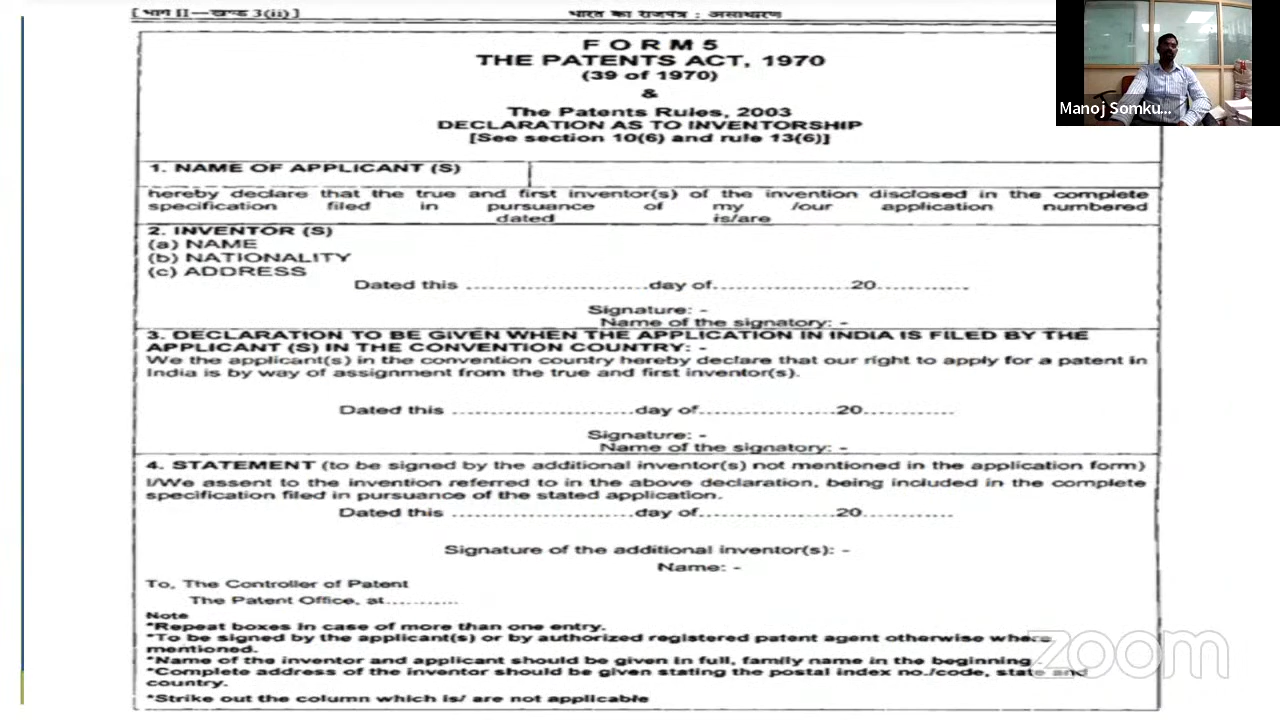 [ भाग II—खण्ड 3(ii) ]
भारत का राजपत्र : असाधारण
F O R M 5
THE PATENTS ACT, 1970
(39 of 1970)
&
The Patents Rules, 2003
DECLARATION AS TO INVENTORSHIP
[See section 10(6) and rule 13(6)]
1. NAME OF APPLICANT (S)
hereby declare that the true and first inventor(s) of the invention disclosed in the complete
specification filed in pursuance of my /our application numbered
dated is/are
2. INVENTOR (S)
(a) NAME
(b) NATIONALITY
(c) ADDRESS
Dated this ............................day of..................20............
Signature: -
Name of the signatory: -
3. DECLARATION TO BE GIVEN WHEN THE APPLICATION IN INDIA IS FILED BY THE
APPLICANT (S) IN THE CONVENTION COUNTRY: -
We the applicant(s) in the convention country hereby declare that our right to apply for a patent in
India is by way of assignment from the true and first inventor(s).
Dated this ............................day of..................20............
Signature: -
Name of the signatory: -
4. STATEMENT (to be signed by the additional inventor(s) not mentioned in the application form)
I/We assent to the invention referred to in the above declaration, being included in the complete
specification filed in pursuance of the stated application.
Dated this ............................day of..................20............
Signature of the additional inventor(s): -
Name: -
To, The Controller of Patent
The Patent Office, at...........
Note
*Repeat boxes in case of more than one entry.
*To be signed by the applicant(s) or by authorized registered patent agent otherwise where
mentioned.
*Name of the inventor and applicant should be given in full, family name in the beginning
*Complete address of the inventor should be given stating the postal index no./code, state and
country.
*Strike out the column which is/ are not applicable
Manoj Somku...
zoom